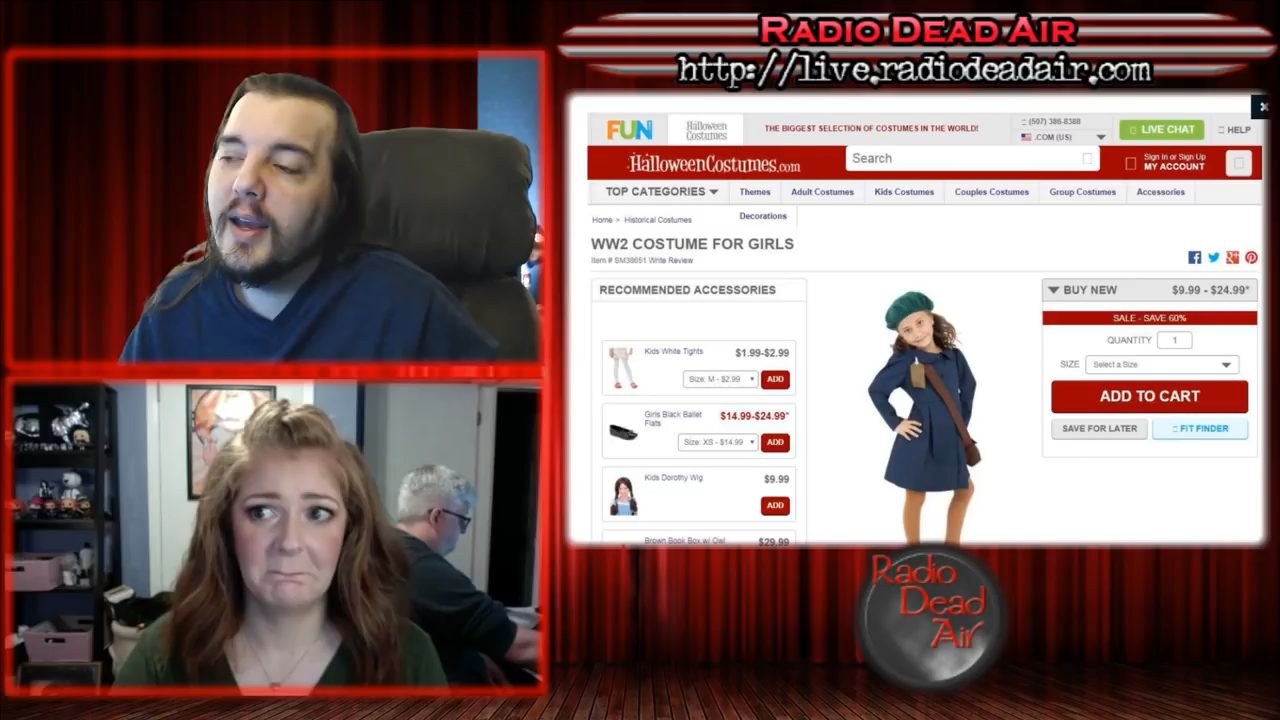 RADIO DEAD AIR
http://live.radiodeadair.com
FUN
Halloween
Costumes
THE BIGGEST SELECTION OF COSTUMES IN THE WORLD!
(507) 386-8388
.COM (US)
LIVE CHAT
HELP
HALLOWEENCOSTUMES.com
Search
Sign In or Sign Up
MY ACCOUNT
TOP CATEGORIES
Themes
Adult Costumes
Kids Costumes
Couples Costumes
Group Costumes
Accessories
Decorations
Home > Historical Costumes
WW2 COSTUME FOR GIRLS
Item # SM38651 Write Review
RECOMMENDED ACCESSORIES
Kids White Tights
$1.99-$2.99
Size: M - $2.99
ADD
Girls Black Ballet
Flats
$14.99-$24.99*
Size: XS - $14.99
ADD
Kids Dorothy Wig
$9.99
ADD
Brown Book Box w/ Owl
$29.99
BUY NEW
$9.99 - $24.99*
SALE - SAVE 60%
QUANTITY 1
SIZE Select a Size
ADD TO CART
SAVE FOR LATER
FIT FINDER
Radio
Dead
Air